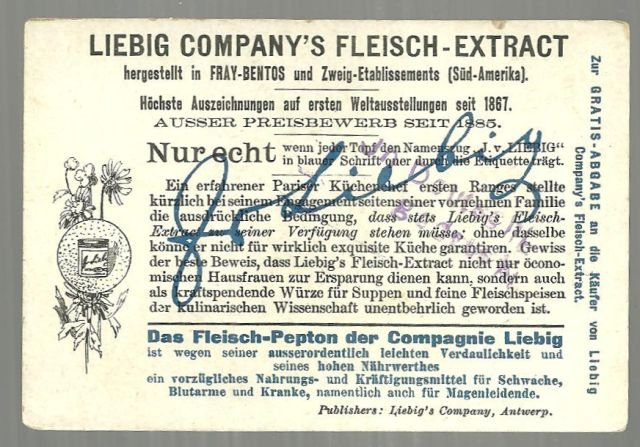 LIEBIG COMPANY'S FLEISCH-EXTRACT
hergestellt in FRAY-BENTOS und Zweig-Etablissements (Süd-Amerika).
Höchste Auszeichnungen auf ersten Weltausstellungen seit 1867.
AUSSER PREISBEWERB SEIT 1885.
Nur echt wenn jeder Topf den Namenszug „J. v. LIEBIG“
in blauer Schrift quer durch die Etiquette trägt.
Ein erfahrener Pariser Küchenchef ersten Ranges stellte
kürzlich bei seinem Engagement seitens einer vornehmen Familie
die ausdrückliche Bedingung, dass stets Liebig's Fleisch-
Extract zu seiner Verfügung stehen müsse; ohne dasselbe
könne er nicht für wirklich exquisite Küche garantiren. Gewiss
der beste Beweis, dass Liebig's Fleisch-Extract nicht nur öcono-
mischen Hausfrauen zur Ersparung dienen kann, sondern auch
als kraftspendende Würze für Suppen und feine Fleischspeisen
der kulinarischen Wissenschaft unentbehrlich geworden ist.
Das Fleisch-Pepton der Compagnie Liebig
ist wegen seiner ausserordentlich leichten Verdaulichkeit und
seines hohen Nährwerthes
ein vorzügliches Nahrungs- und Kräftigungsmittel für Schwache,
Blutarme und Kranke, namentlich auch für Magenleidende.
Publishers: Liebig's Company, Antwerp.
Zur GRATIS-ABGABE an die Käufer von Liebig
Company's Fleisch-Extract.
JvLiebig